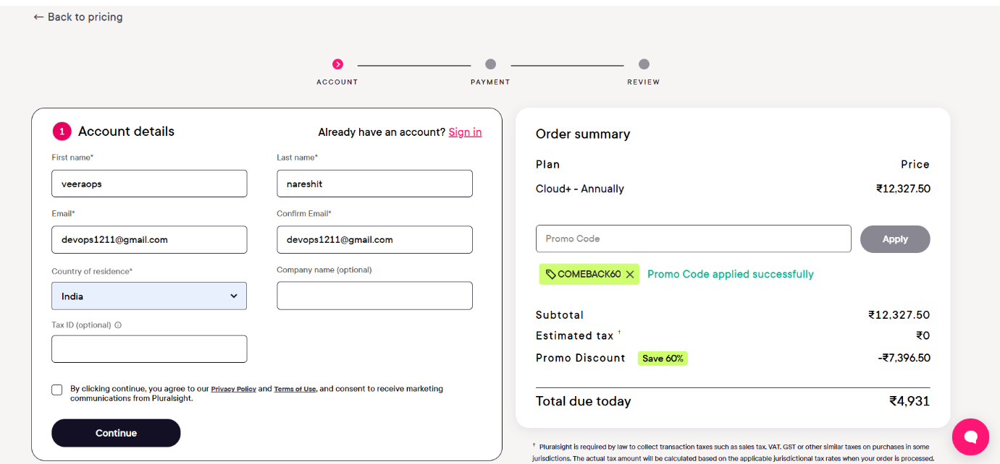 ← Back to pricing
ACCOUNT
PAYMENT
REVIEW
1 Account details
Already have an account? Sign in
First name*
Last name*
veeraops
nareshit
Email*
Confirm Email*
devops1211@gmail.com
devops1211@gmail.com
Country of residence*
Company name (optional)
India
Tax ID (optional)
By clicking continue, you agree to our Privacy Policy and Terms of Use, and consent to receive marketing
communications from Pluralsight.
Continue
Order summary
Plan Price
Cloud+ - Annually ₹12,327.50
Promo Code Apply
COMEBACK60 Promo Code applied successfully
Subtotal ₹12,327.50
Estimated tax † ₹0
Promo Discount Save 60% -₹7,396.50
Total due today ₹4,931
† Pluralsight is required by law to collect transaction taxes such as sales tax, VAT, GST or other similar taxes on purchases in some
jurisdictions. The actual tax amount will be calculated based on the applicable jurisdictional tax rates when your order is processed.